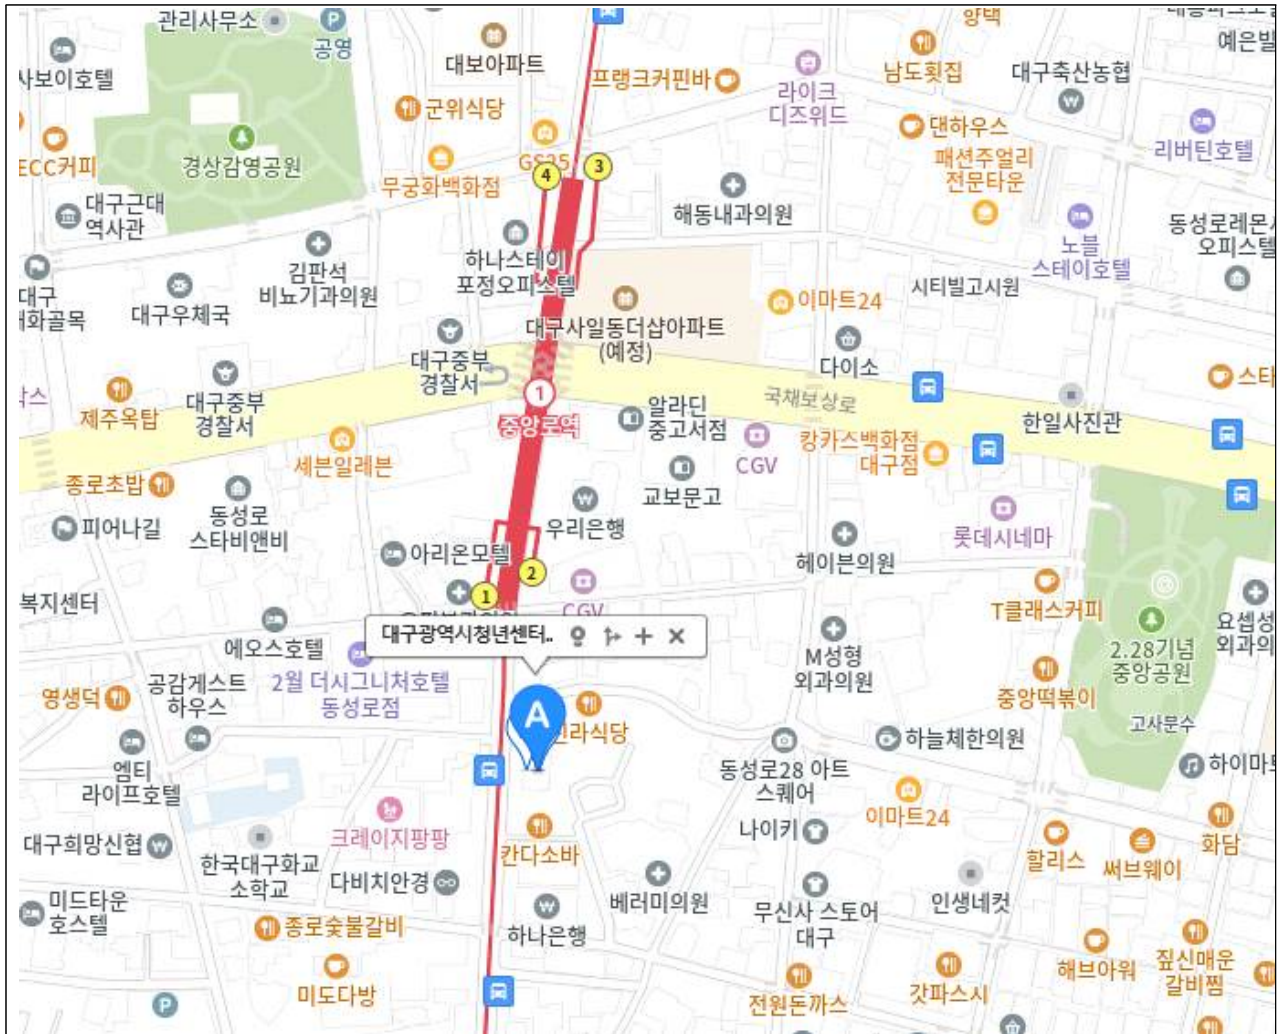 관리사무소
P
공영
사보이호텔
대보아파트
군위식당
프랭크커핀바
라이크
디즈위드
양택
남도횟집
대구축산농협
예은빌
ECC커피
경상감영공원
무궁화백화점
GS25
4
3
댄하우스
패션주얼리
전문타운
리버틴호텔
대구근대
역사관
해동내과의원
노블
스테이호텔
동성로레몬
오피스텔
대구
김판석
비뇨기과의원
대구우체국
하나스테이
포정오피스텔
이마트24
시티빌고시원
대구사일동더샵아파트
(예정)
대구중부
경찰서
다이소
대구중부
경찰서
제주옥탑
1
중앙로역
알라딘
중고서점
국채보상로
한일사진관
스타
세븐일레븐
CGV
캉카스백화점
대구점
종로초밥
교보문고
피어나길
동성로
스타비앤비
우리은행
롯데시네마
아리온모텔
헤이븐의원
2
1
CGV
복지센터
T클래스커피
대구광역시청년센터..
에오스호텔
M성형
외과의원
2.28기념
중앙공원
요셉성
외과의
영생덕
공감게스트
하우스
2월 더시그니처호텔
동성로점
중앙떡볶이
A
고사분수
하늘체한의원
엠티
라이프호텔
동성로28 아트
스퀘어
하이마트
크레이지팡팡
이마트24
나이키
대구희망신협
칸다소바
화담
한국대구화교
소학교
다비치안경
할리스
써브웨이
미드타운
호스텔
베러미의원
무신사 스토어
대구
인생네컷
종로숯불갈비
하나은행
미도다방
전원돈까스
갓파스시
해브아워
짚신매운
갈비찜
P